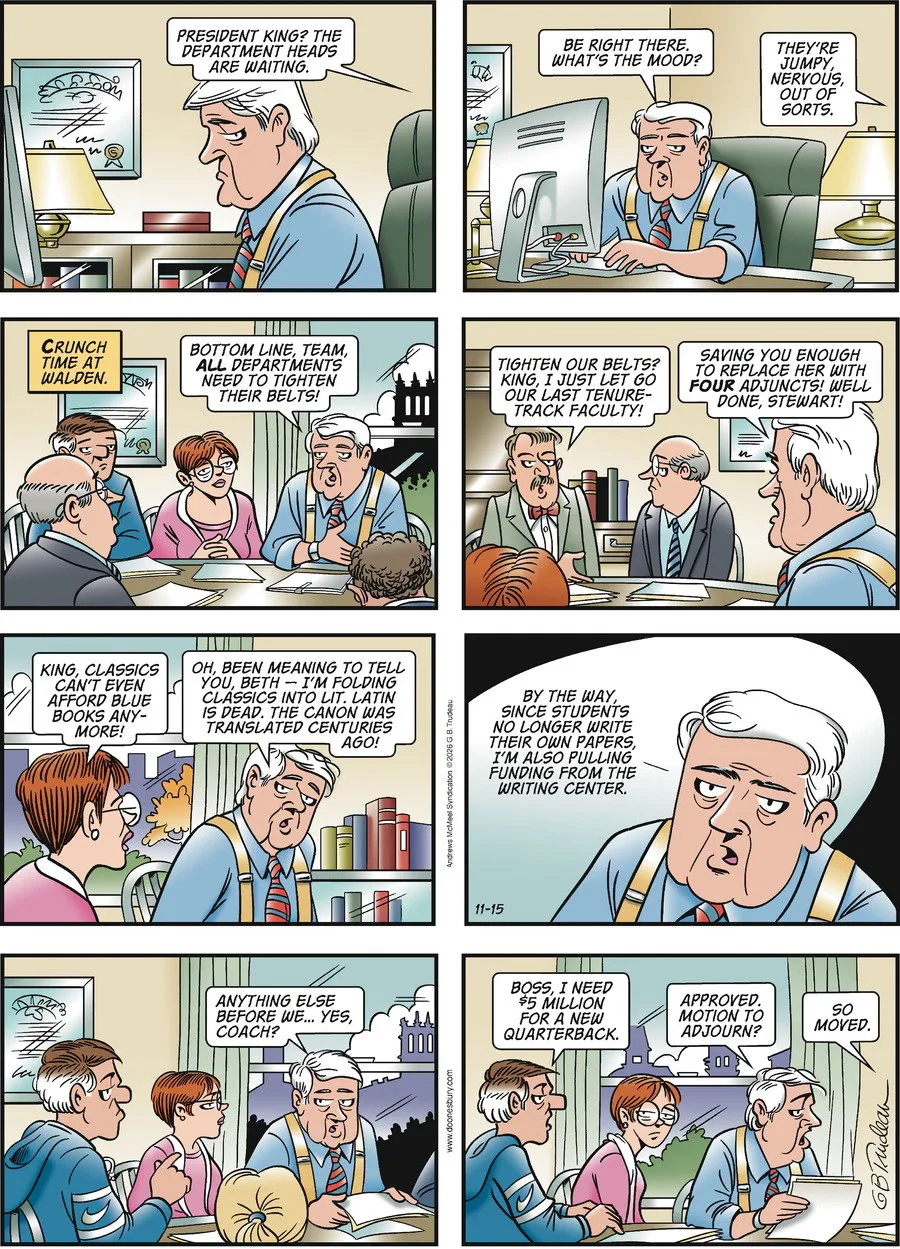 PRESIDENT KING? THE
DEPARTMENT HEADS
ARE WAITING.
BE RIGHT THERE.
WHAT'S THE MOOD?
THEY'RE
JUMPY,
NERVOUS,
OUT OF
SORTS.
CRUNCH
TIME AT
WALDEN.
BOTTOM LINE, TEAM,
ALL DEPARTMENTS
NEED TO TIGHTEN
THEIR BELTS!
TIGHTEN OUR BELTS?
KING, I JUST LET GO
OUR LAST TENURE-
TRACK FACULTY!
SAVING YOU ENOUGH
TO REPLACE HER WITH
FOUR ADJUNCTS! WELL
DONE, STEWART!
KING, CLASSICS
CAN'T EVEN
AFFORD BLUE
BOOKS ANY-
MORE!
OH, BEEN MEANING TO TELL
YOU, BETH — I'M FOLDING
CLASSICS INTO LIT. LATIN
IS DEAD. THE CANON WAS
TRANSLATED CENTURIES
AGO!
Andrews McMeel Syndication © 2026 G.B. Trudeau
BY THE WAY,
SINCE STUDENTS
NO LONGER WRITE
THEIR OWN PAPERS,
I'M ALSO PULLING
FUNDING FROM THE
WRITING CENTER.
11-15
ANYTHING ELSE
BEFORE WE... YES,
COACH?
www.doonesbury.com
BOSS, I NEED
$5 MILLION
FOR A NEW
QUARTERBACK.
APPROVED.
MOTION TO
ADJOURN?
SO
MOVED.
GBTrudeau